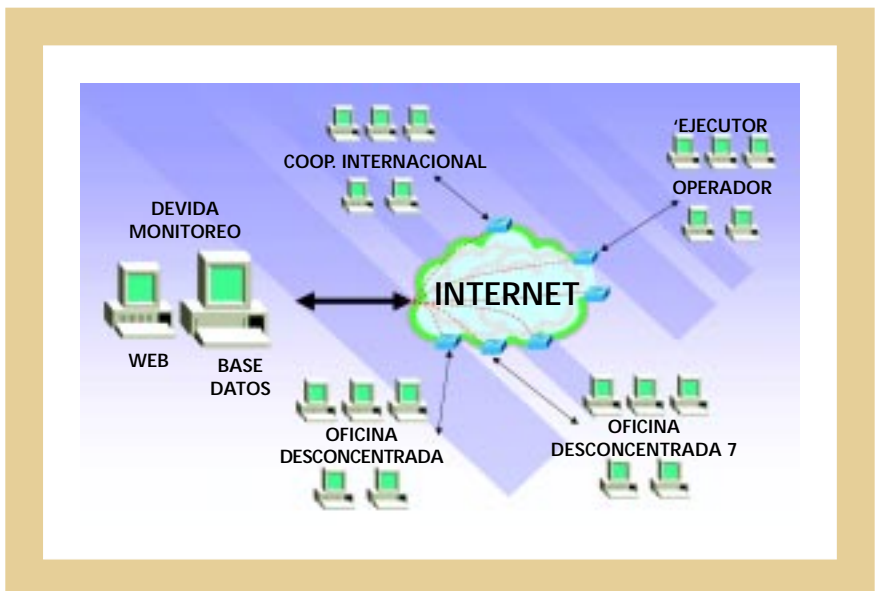 COOP. INTERNACIONAL
'EJECUTOR
OPERADOR
DEVIDA
MONITOREO
INTERNET
WEB
BASE
DATOS
OFICINA
DESCONCENTRADA
OFICINA
DESCONCENTRADA 7